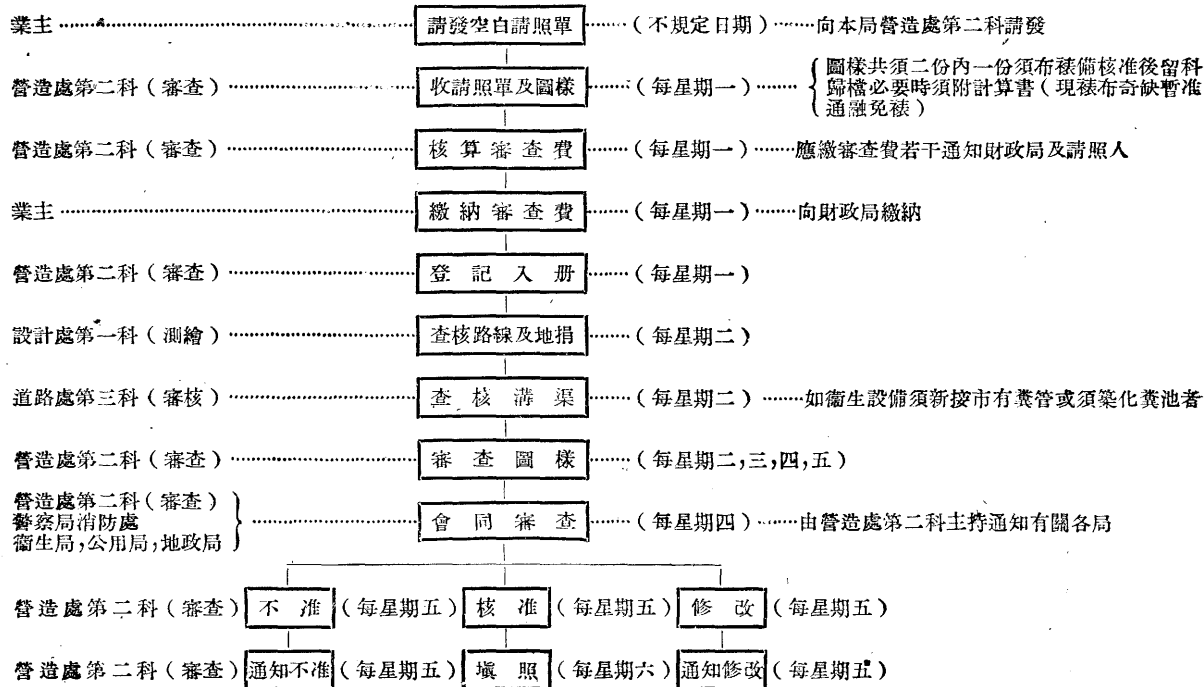 業主 請發空白請照單 (不規定日期) 向本局營造處第二科請發
營造處第二科(審查) 收請照單及圖樣 (每星期一) 圖樣共須二份內一份須布裱備核准後留科
歸檔必要時須附計算書(現裱布奇缺暫准
通融免裱)
營造處第二科(審查) 核算審查費 (每星期一) 應繳審查費若干通知財政局及請照人
業主 繳納審查費 (每星期一) 向財政局繳納
營造處第二科(審查) 登記入册 (每星期一)
設計處第一科(測繪) 查核路線及地捐 (每星期二)
道路處第三科(審核) 查核溝渠 (每星期二) 如衞生設備須新接市有糞管或須築化糞池者
營造處第二科(審查) 審查圖樣 (每星期二,三,四,五)
營造處第二科(審查)
警察局消防處
衞生局,公用局,地政局
會同審查 (每星期四) 由營造處第二科主持通知有關各局
營造處第二科(審查) 不准 (每星期五) 核准 (每星期五) 修改 (每星期五)
營造處第二科(審查) 通知不准 (每星期五) 塡照 (每星期六) 通知修改 (每星期五)